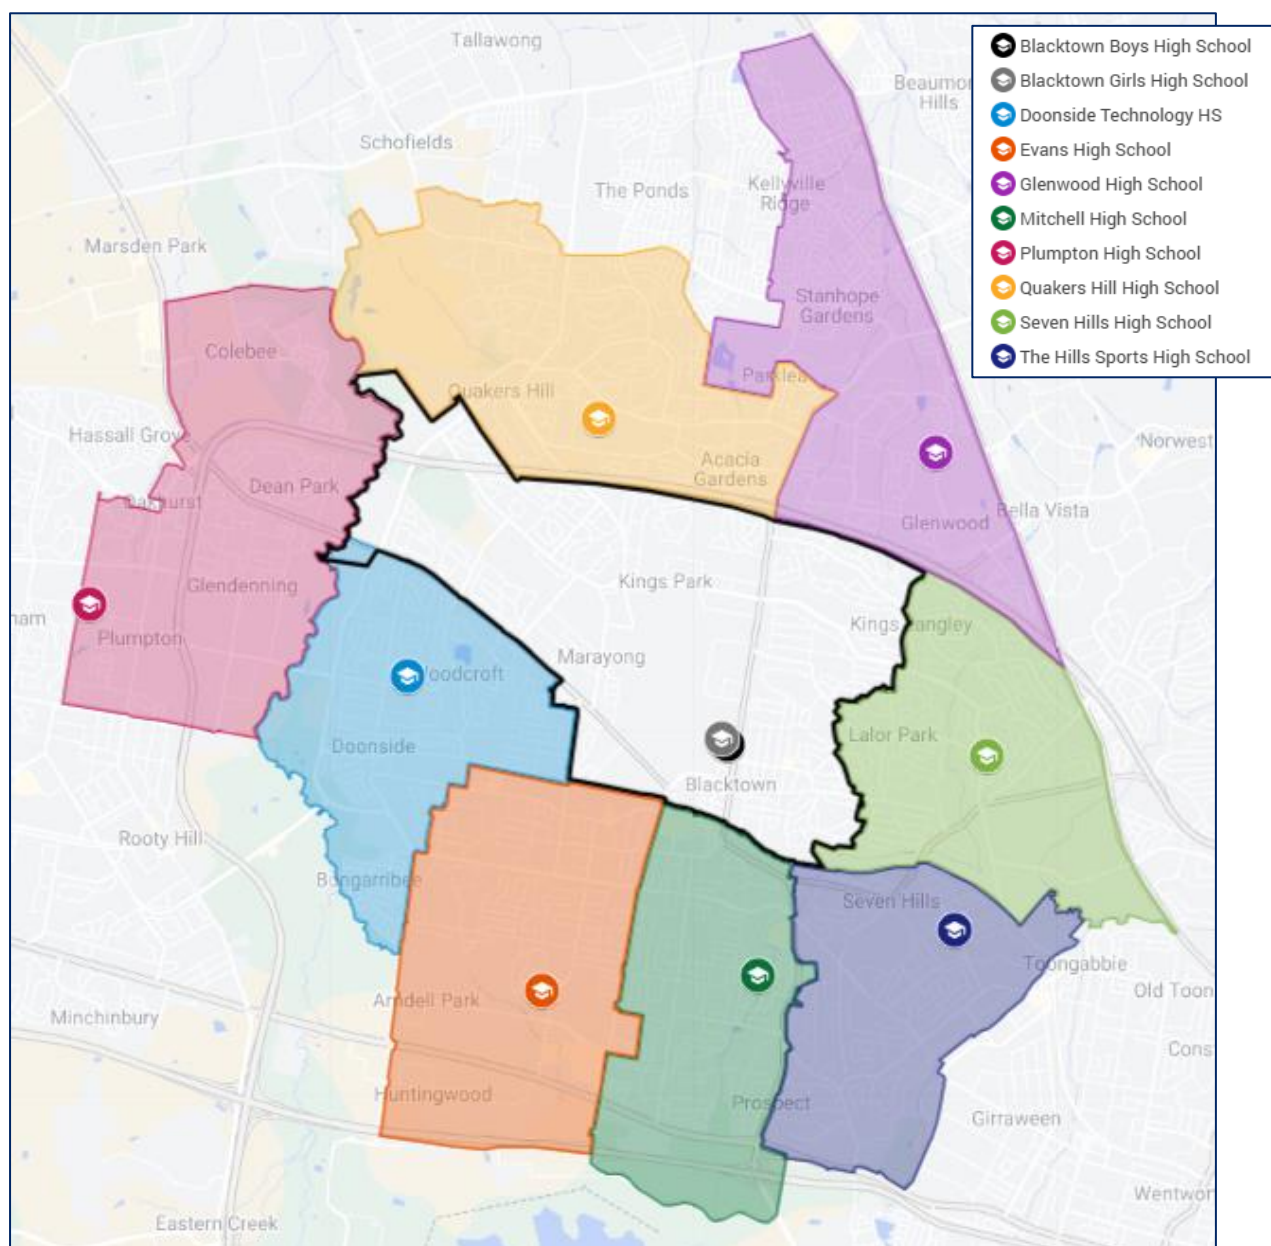 Tallawong
Blacktown Boys High School
Blacktown Girls High School
Doonside Technology HS
Evans High School
Glenwood High School
Mitchell High School
Plumpton High School
Quakers Hill High School
Seven Hills High School
The Hills Sports High School
Hills
Schofields
The Ponds
Kellyville
Ridge
Marsden Park
Stanhope
Gardens
Colebee
Quakers Hill
Hassall Grove
Norwest
Acacia
Gardens
Dean Park
Oakhurst
Bella Vista
Glenwood
Kings Park
Glendenning
ham
Kings Langley
Plumpton
Marayong
oodcroft
Lalor Park
Doonside
Blacktown
Rooty Hill
Bungarribee
Seven Hills
Toongabbie
Old Toon
Arndell Park
Minchinbury
Cons
Huntingwood
Prospect
Girraween
Wentwor
Eastern Creek